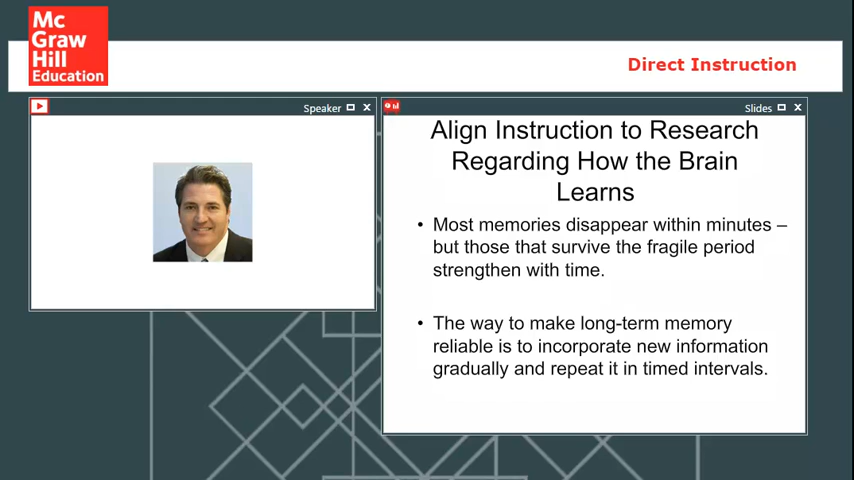 Mc
Graw
Hill
Education
Direct Instruction
Speaker
Slides
Align Instruction to Research
Regarding How the Brain
Learns
• Most memories disappear within minutes –
but those that survive the fragile period
strengthen with time.
• The way to make long-term memory
reliable is to incorporate new information
gradually and repeat it in timed intervals.